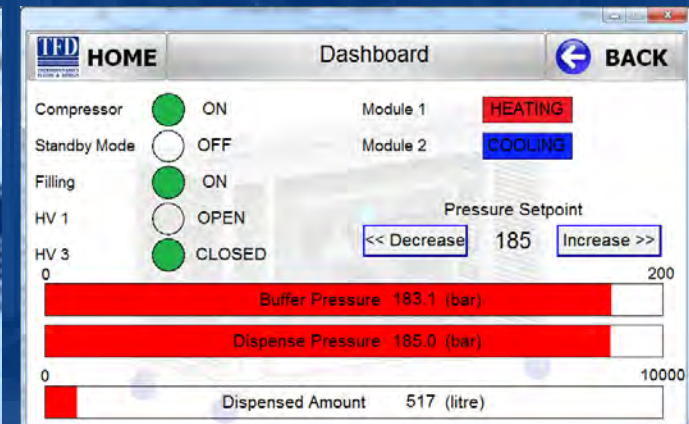 TFD
HOME
Dashboard
BACK
Compressor ON
Module 1 HEATING
Standby Mode OFF
Module 2 COOLING
Filling ON
HV 1 OPEN
Pressure Setpoint
<< Decrease 185 Increase >>
HV 3 CLOSED
0 200
Buffer Pressure 183.1 (bar)
Dispense Pressure 185.0 (bar)
0 10000
Dispensed Amount 517 (litre)